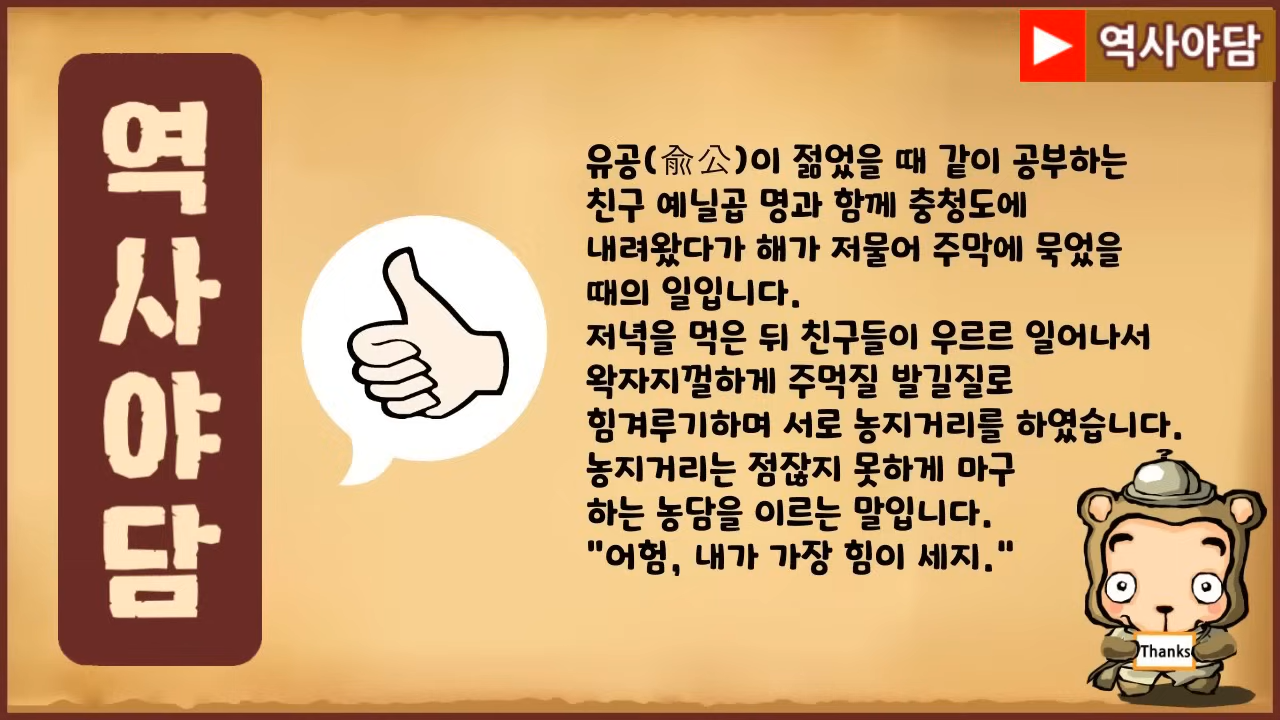 역사야담
역사야담
유공(兪公)이 젊었을 때 같이 공부하는
친구 예닐곱 명과 함께 충청도에
내려왔다가 해가 저물어 주막에 묵었을
때의 일입니다.
저녁을 먹은 뒤 친구들이 우르르 일어나서
왁자지껄하게 주먹질 발길질로
힘겨루기하며 서로 농지거리를 하였습니다.
농지거리는 점잖지 못하게 마구
하는 농담을 이르는 말입니다.
"어험, 내가 가장 힘이 세지."
Thanks